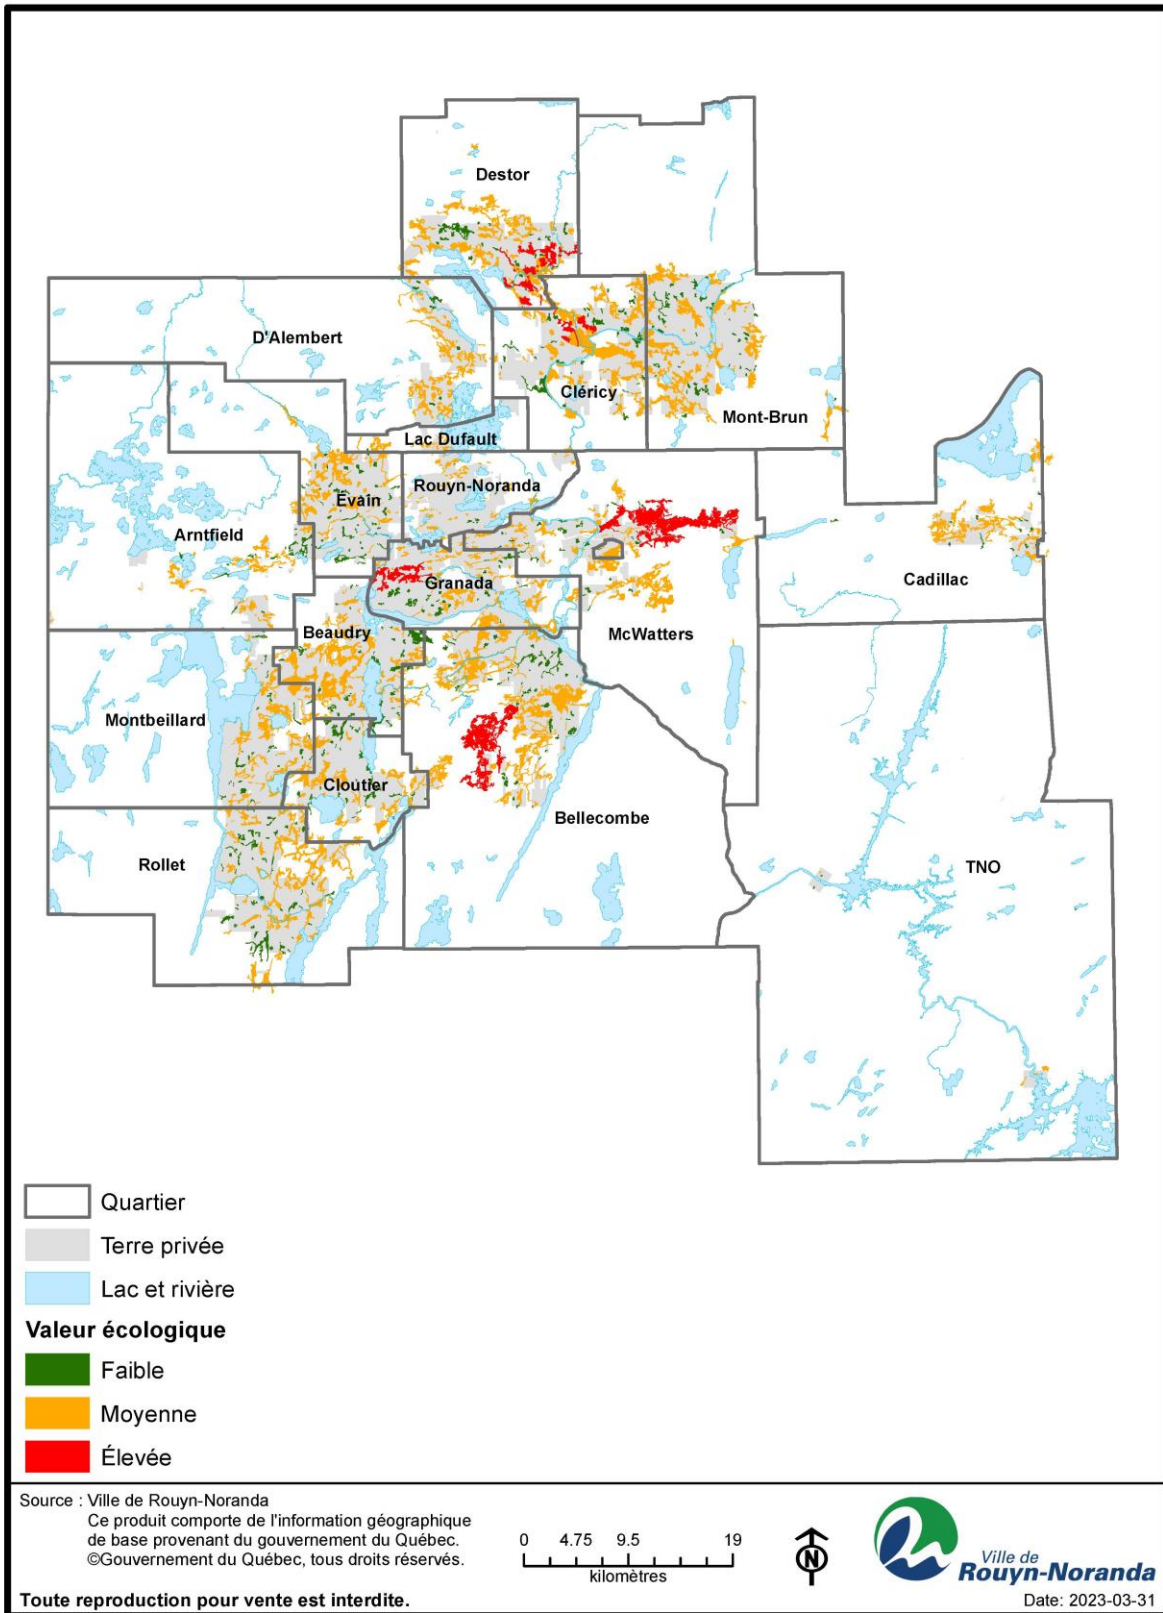 Destor
D'Alembert
Cléricy
Mont-Brun
Lac Dufault
Rouyn-Noranda
Évain
Arntfield
Granada
Cadillac
Beaudry
McWatters
Montbeillard
Cloutier
Bellecombe
Rollet
TNO
Quartier
Terre privée
Lac et rivière
Valeur écologique
Faible
Moyenne
Élevée
Source : Ville de Rouyn-Noranda
Ce produit comporte de l'information géographique
de base provenant du gouvernement du Québec.
©Gouvernement du Québec, tous droits réservés.
Toute reproduction pour vente est interdite.
0 4.75 9.5 19
kilomètres
N
Ville de
Rouyn-Noranda
Date: 2023-03-31